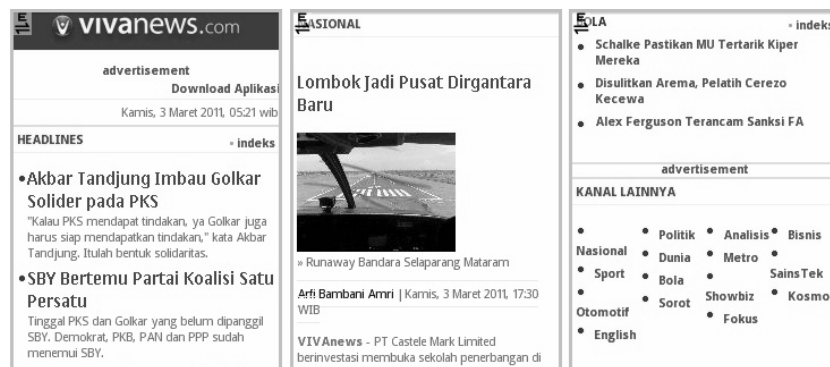 VIVAnews.com
advertisement
Download Aplikasi
Kamis, 3 Maret 2011, 05:21 wib
HEADLINES
indeks
Akbar Tandjung Imbau Golkar
Solider pada PKS
"Kalau PKS mendapat tindakan, ya Golkar juga
harus siap mendapatkan tindakan," kata Akbar
Tandjung. Itulah bentuk solidaritas.
SBY Bertemu Partai Koalisi Satu
Persatu
Tinggal PKS dan Golkar yang belum dipanggil
SBY. Demokrat, PKB, PAN dan PPP sudah
menemui SBY.
NASIONAL
Lombok Jadi Pusat Dirgantara
Baru
» Runaway Bandara Selaparang Mataram
Arfi Bambani Amri | Kamis, 3 Maret 2011, 17:30
WIB
VIVAnews - PT Castele Mark Limited
berinvestasi membuka sekolah penerbangan di
BOLA
indeks
Schalke Pastikan MU Tertarik Kiper
Mereka
Disulitkan Arema, Pelatih Cerezo
Kecewa
Alex Ferguson Terancam Sanksi FA
advertisement
KANAL LAINNYA
Nasional
Sport
Otomotif
English
Politik
Dunia
Bola
Sorot
Analisis
Metro
Showbiz
Fokus
Bisnis
SainsTek
Kosmo